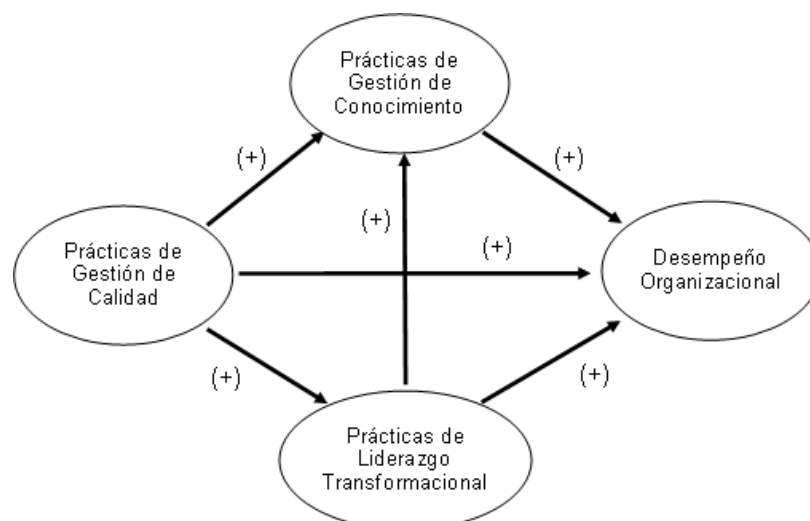 Prácticas de
Gestión de
Conocimiento
(+)
(+)
(+)
Prácticas de
Gestión de
Calidad
(+)
Desempeño
Organizacional
(+)
(+)
Prácticas de
Liderazgo
Transformacional